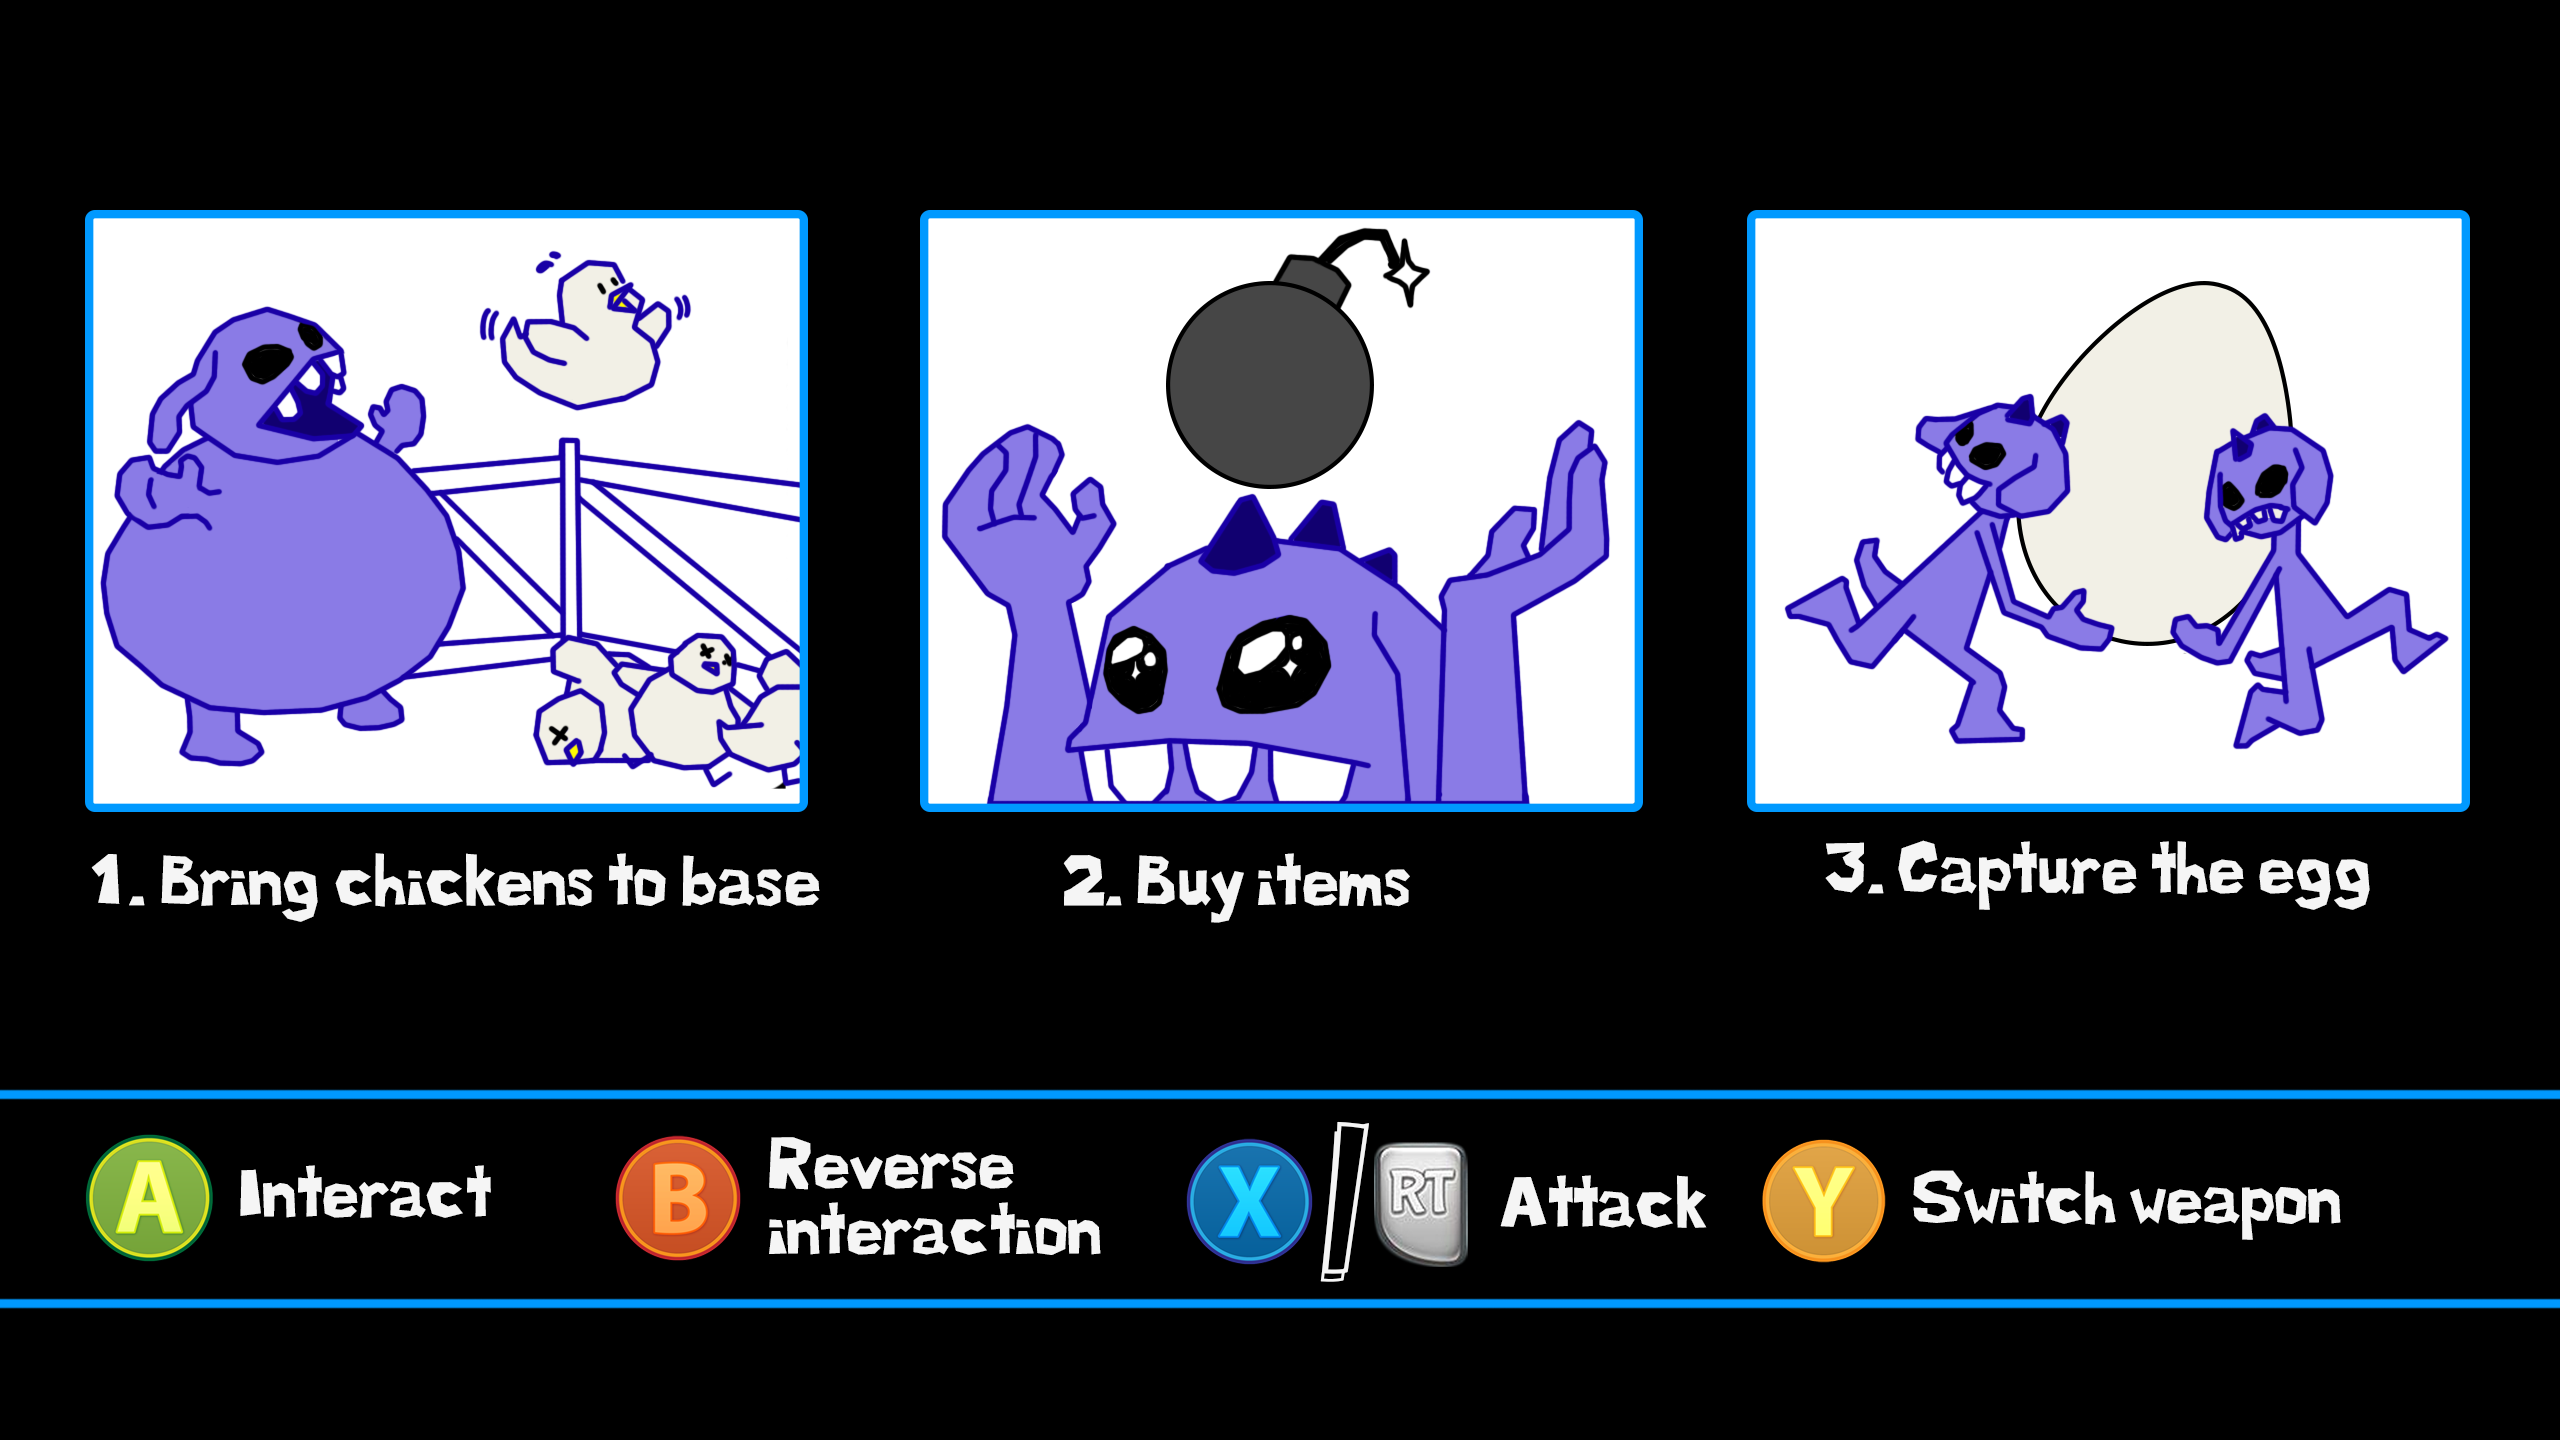 1. Bring chickens to base
2. Buy items
3. Capture the egg
A Interact
B Reverse
interaction
X / RT Attack
Y Switch weapon